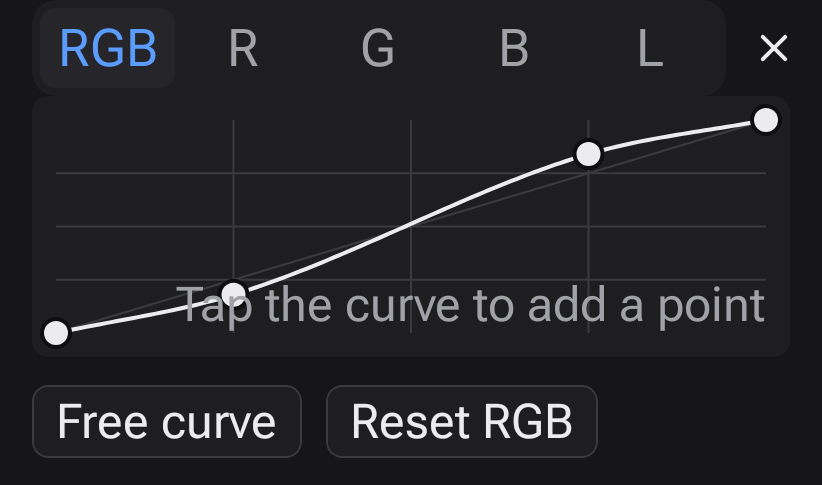 RGB R G B L
Tap the curve to add a point
Free curve Reset RGB